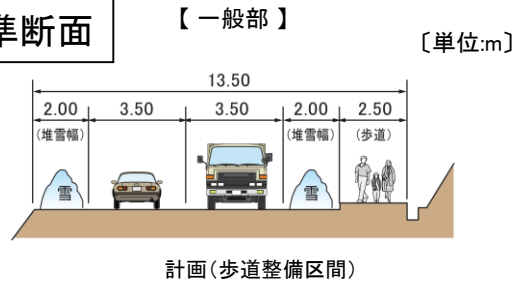 準断面
【 一般部 】
〔単位:m〕
13.50
2.00 3.50 3.50 2.00 2.50
(堆雪幅) (堆雪幅) (歩道)
雪 雪
計画(歩道整備区間)